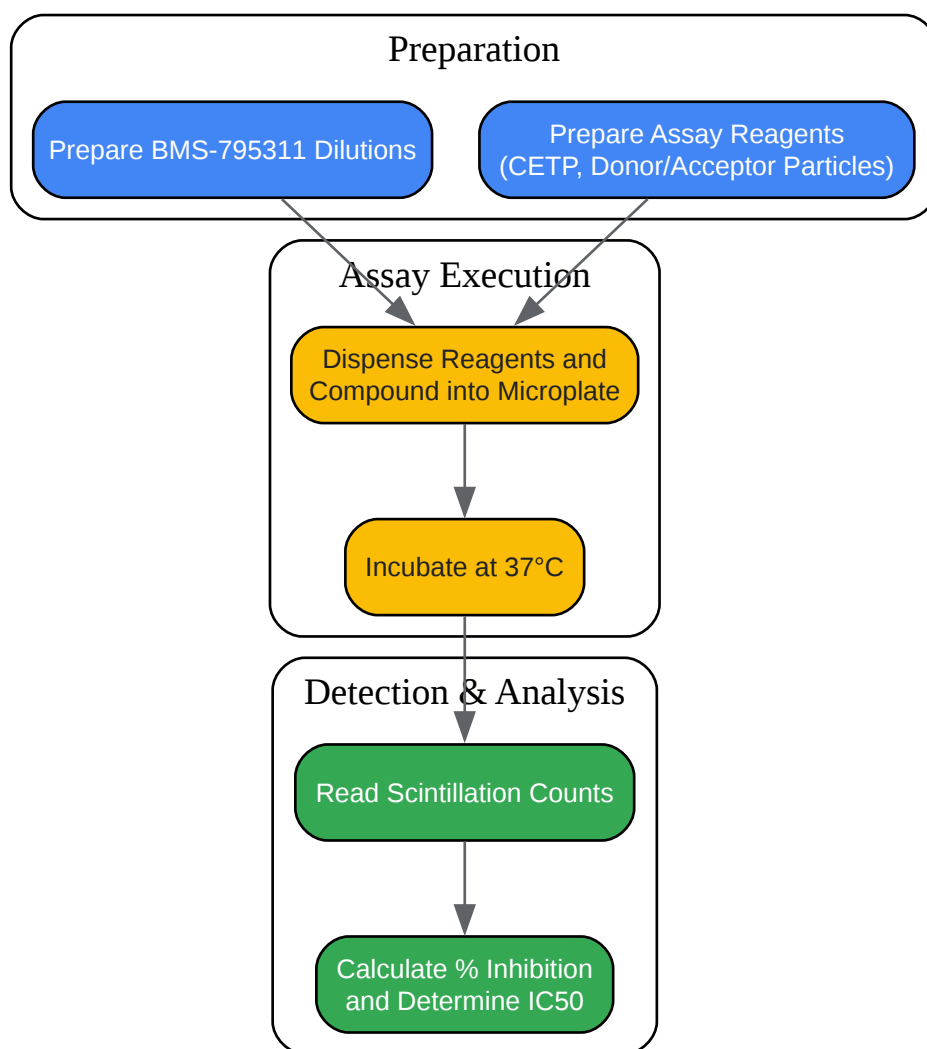 Preparation
Prepare BMS-795311 Dilutions
Prepare Assay Reagents
(CETP, Donor/Acceptor Particles)
Assay Execution
Dispense Reagents and
Compound into Microplate
Incubate at 37°C
Detection & Analysis
Read Scintillation Counts
Calculate % Inhibition
and Determine IC50